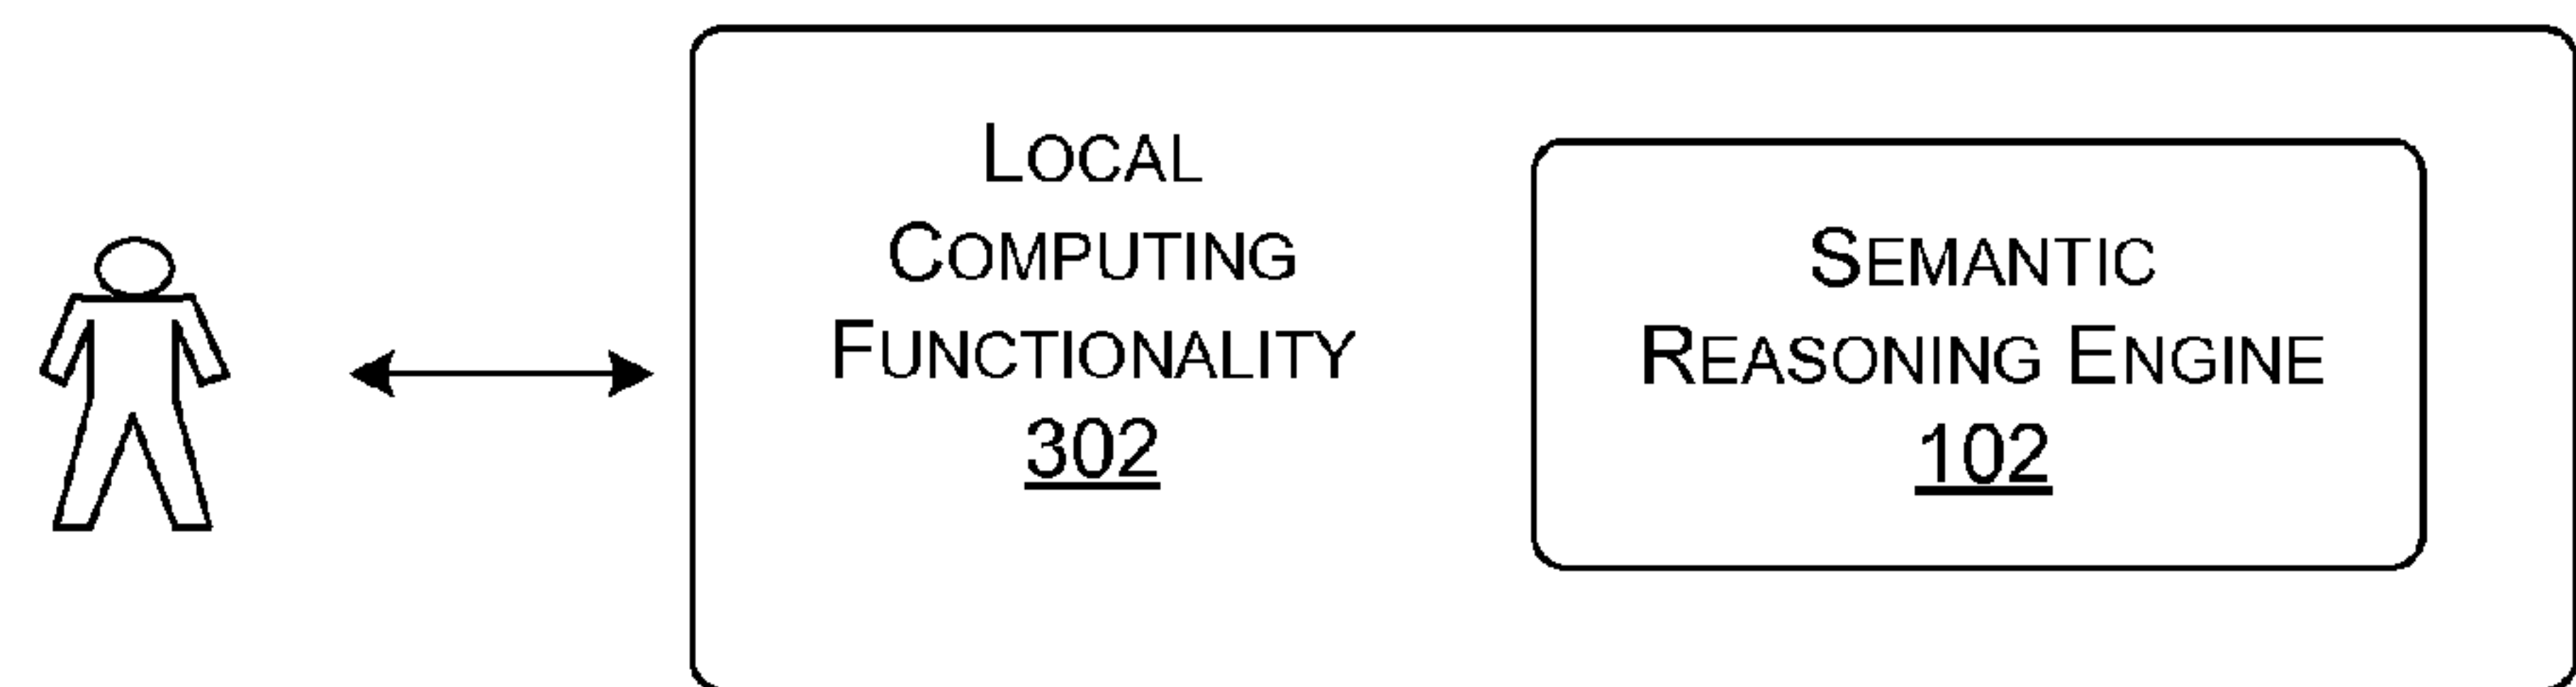 LOCAL
COMPUTING
FUNCTIONALITY
302
SEMANTIC
REASONING ENGINE
102